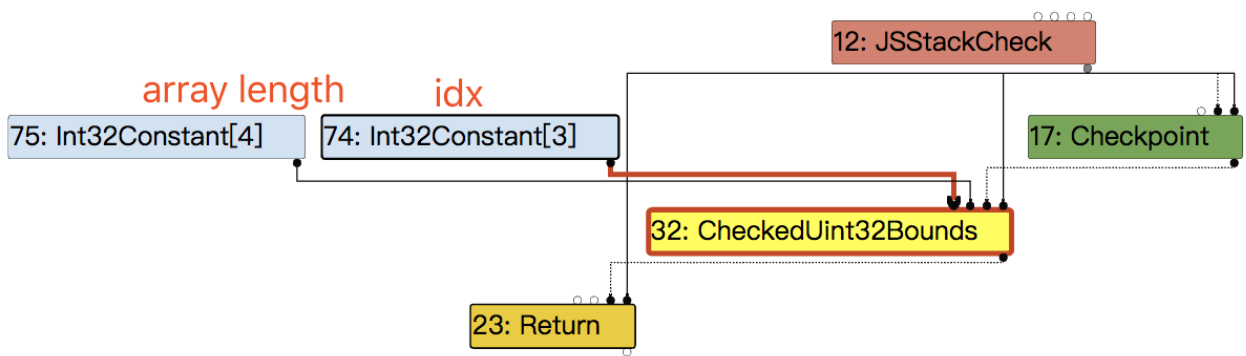 12: JSStackCheck
array length
idx
75: Int32Constant[4]
74: Int32Constant[3]
17: Checkpoint
32: CheckedUint32Bounds
23: Return